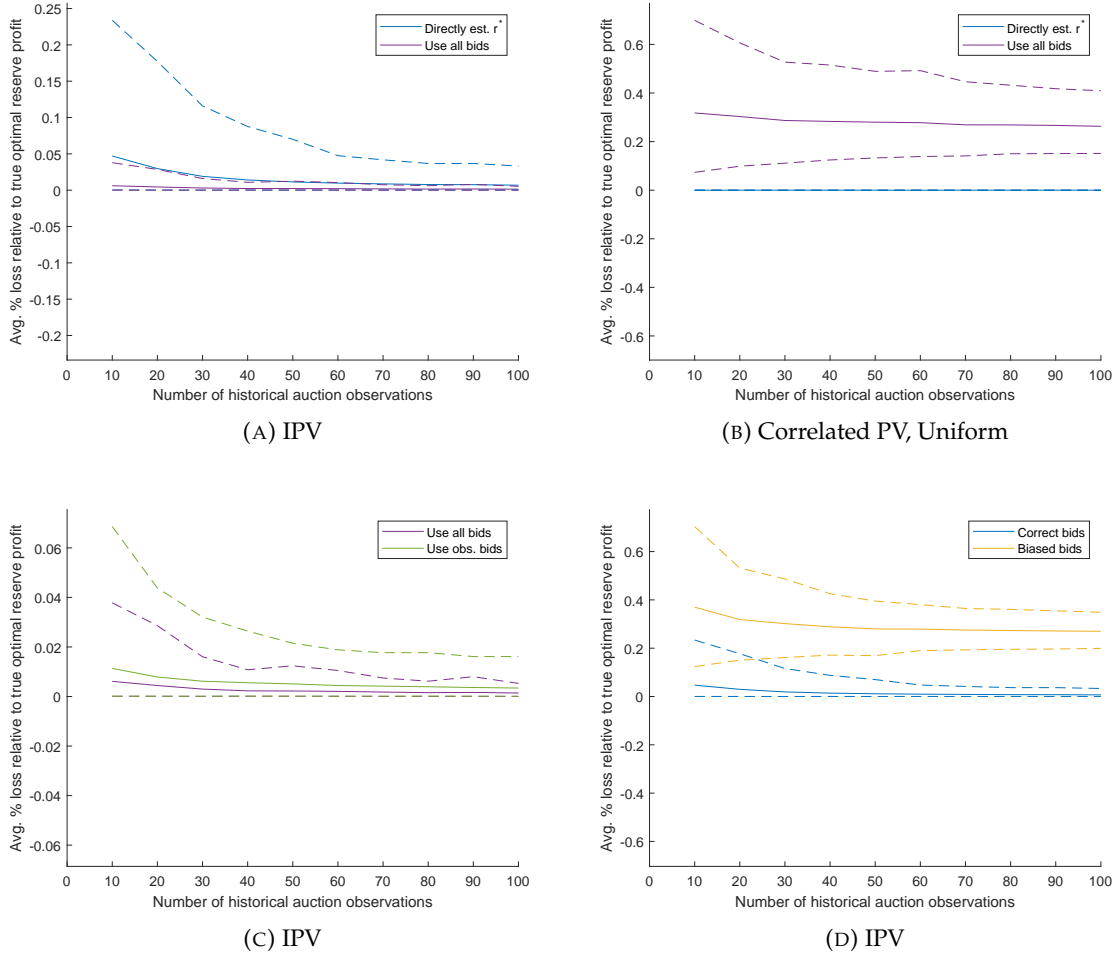 Avg. % loss relative to true optimal reserve profit
0.25
0.2
0.15
0.1
0.05
0
-0.05
-0.1
-0.15
-0.2
Directly est. r*
Use all bids
0 10 20 30 40 50 60 70 80 90 100
Number of historical auction observations
(A) IPV
Avg. % loss relative to true optimal reserve profit
0.6
0.4
0.2
0
-0.2
-0.4
-0.6
Directly est. r*
Use all bids
0 10 20 30 40 50 60 70 80 90 100
Number of historical auction observations
(B) Correlated PV, Uniform
Avg. % loss relative to true optimal reserve profit
0.06
0.04
0.02
0
-0.02
-0.04
-0.06
Use all bids
Use obs. bids
0 10 20 30 40 50 60 70 80 90 100
Number of historical auction observations
(C) IPV
Avg. % loss relative to true optimal reserve profit
0.6
0.4
0.2
0
-0.2
-0.4
-0.6
Correct bids
Biased bids
0 10 20 30 40 50 60 70 80 90 100
Number of historical auction observations
(D) IPV